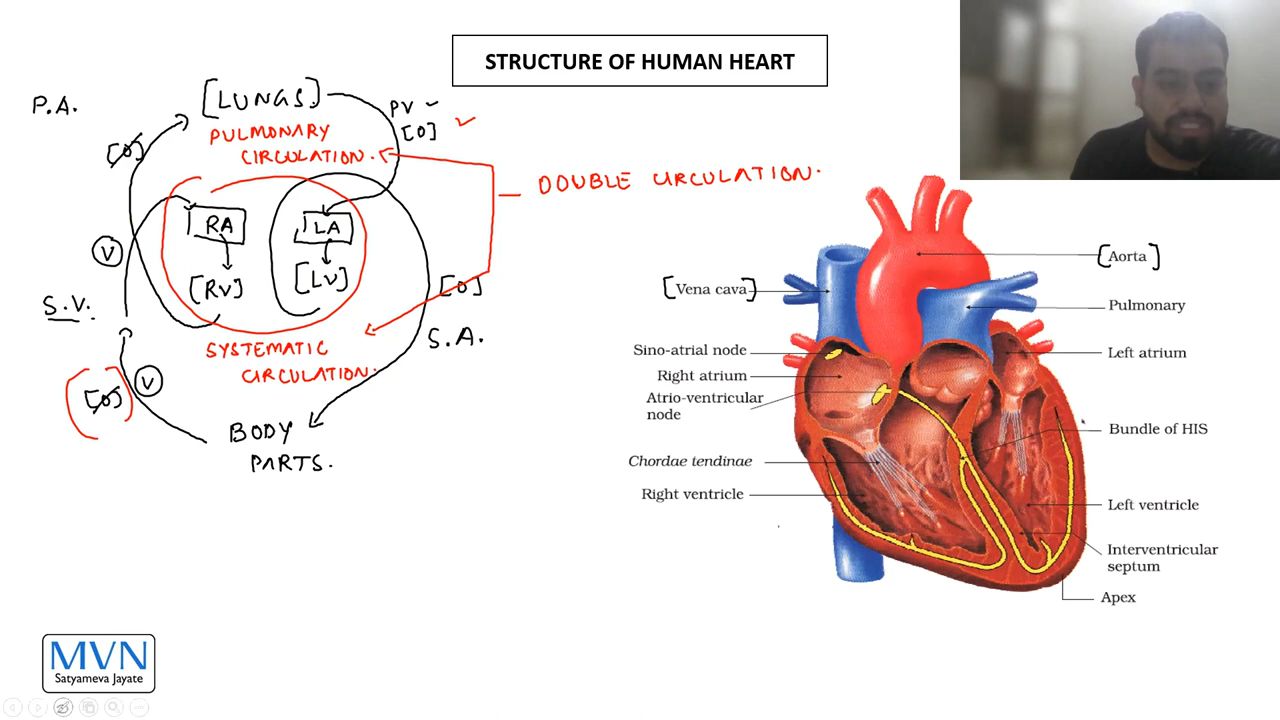 STRUCTURE OF HUMAN HEART
P.A.
[LUNGS]
PV
[O]
[O]
PULMONARY
CIRCULATION.
DOUBLE CIRCULATION.
RA
LA
V
[RV]
[LV]
[O]
S.V.
S.A.
SYSTEMATIC
CIRCULATION.
[O]
V
BODY
PARTS.
[Aorta]
[Vena cava]
Pulmonary
Sino-atrial node
Left atrium
Right atrium
Atrio-ventricular
node
Bundle of HIS
Chordae tendinae
Right ventricle
Left ventricle
Interventricular
septum
Apex
MVN
Satyameva Jayate